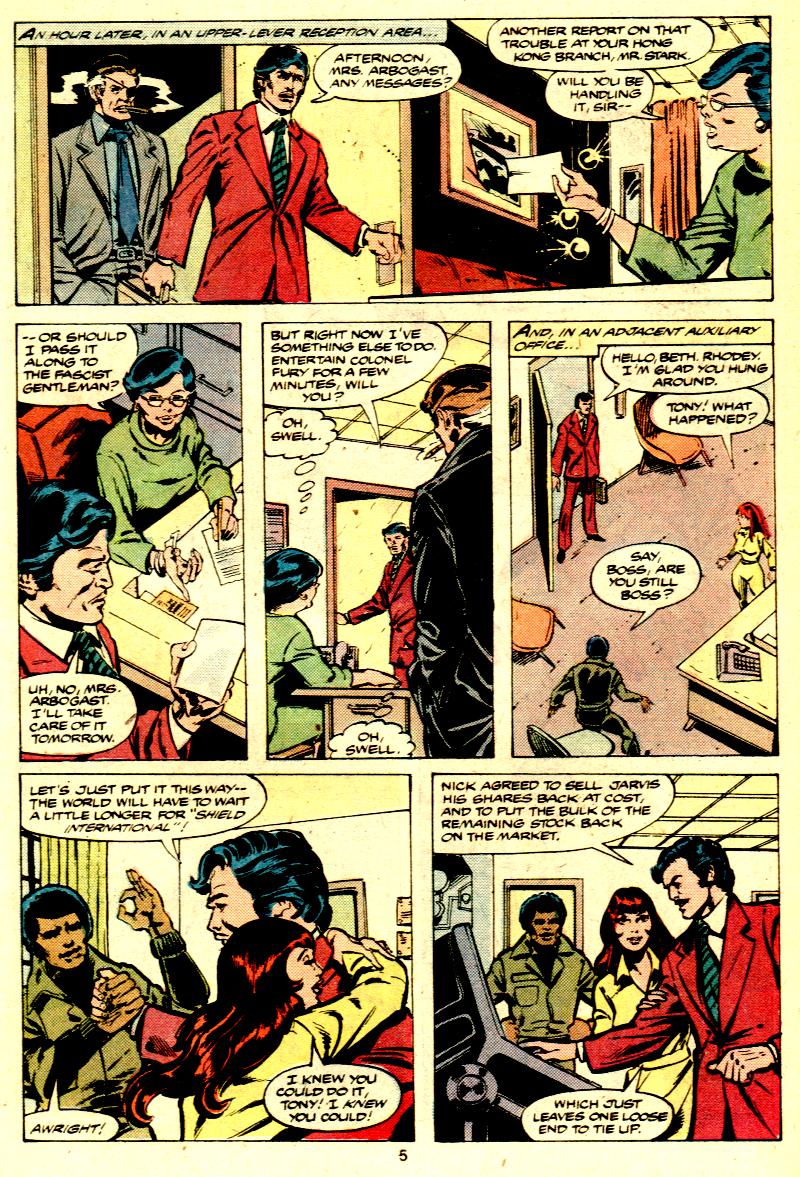 AN HOUR LATER, IN AN UPPER-LEVER RECEPTION AREA...
AFTERNOON,
MRS. ARBOGAST.
ANY MESSAGES?
ANOTHER REPORT ON THAT
TROUBLE AT YOUR HONG
KONG BRANCH, MR. STARK.
WILL YOU BE
HANDLING
IT, SIR--
--OR SHOULD
I PASS IT
ALONG TO
THE FASCIST
GENTLEMAN?
UH, NO, MRS.
ARBOGAST.
I'LL TAKE
CARE OF IT
TOMORROW.
BUT RIGHT NOW I'VE
SOMETHING ELSE TO DO.
ENTERTAIN COLONEL
FURY FOR A FEW
MINUTES, WILL
YOU?
OH,
SWELL.
OH,
SWELL.
AND, IN AN ADJACENT AUXILIARY
OFFICE...
HELLO, BETH. RHODEY.
I'M GLAD YOU HUNG
AROUND.
TONY! WHAT
HAPPENED?
SAY,
BOSS, ARE
YOU STILL
BOSS?
LET'S JUST PUT IT THIS WAY--
THE WORLD WILL HAVE TO WAIT
A LITTLE LONGER FOR "SHIELD
INTERNATIONAL"!
AWRIGHT!
I KNEW YOU
COULD DO IT,
TONY! I KNEW
YOU COULD!
NICK AGREED TO SELL JARVIS
HIS SHARES BACK AT COST,
AND TO PUT THE BULK OF THE
REMAINING STOCK BACK
ON THE MARKET.
WHICH JUST
LEAVES ONE LOOSE
END TO TIE UP.
5